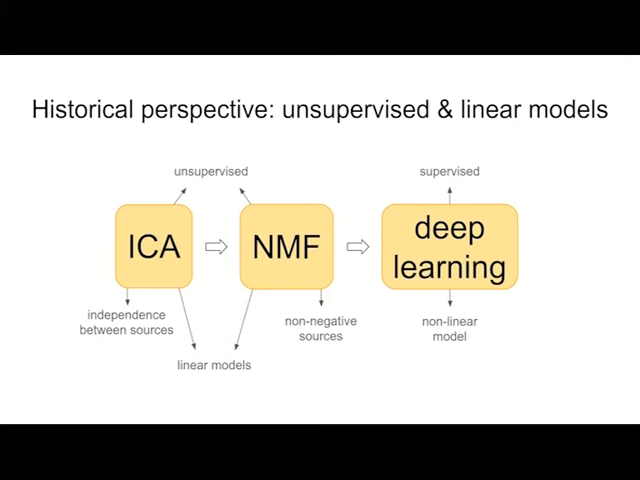 Historical perspective: unsupervised & linear models
unsupervised
supervised
ICA
NMF
deep
learning
independence
between sources
non-negative
sources
non-linear
model
linear models